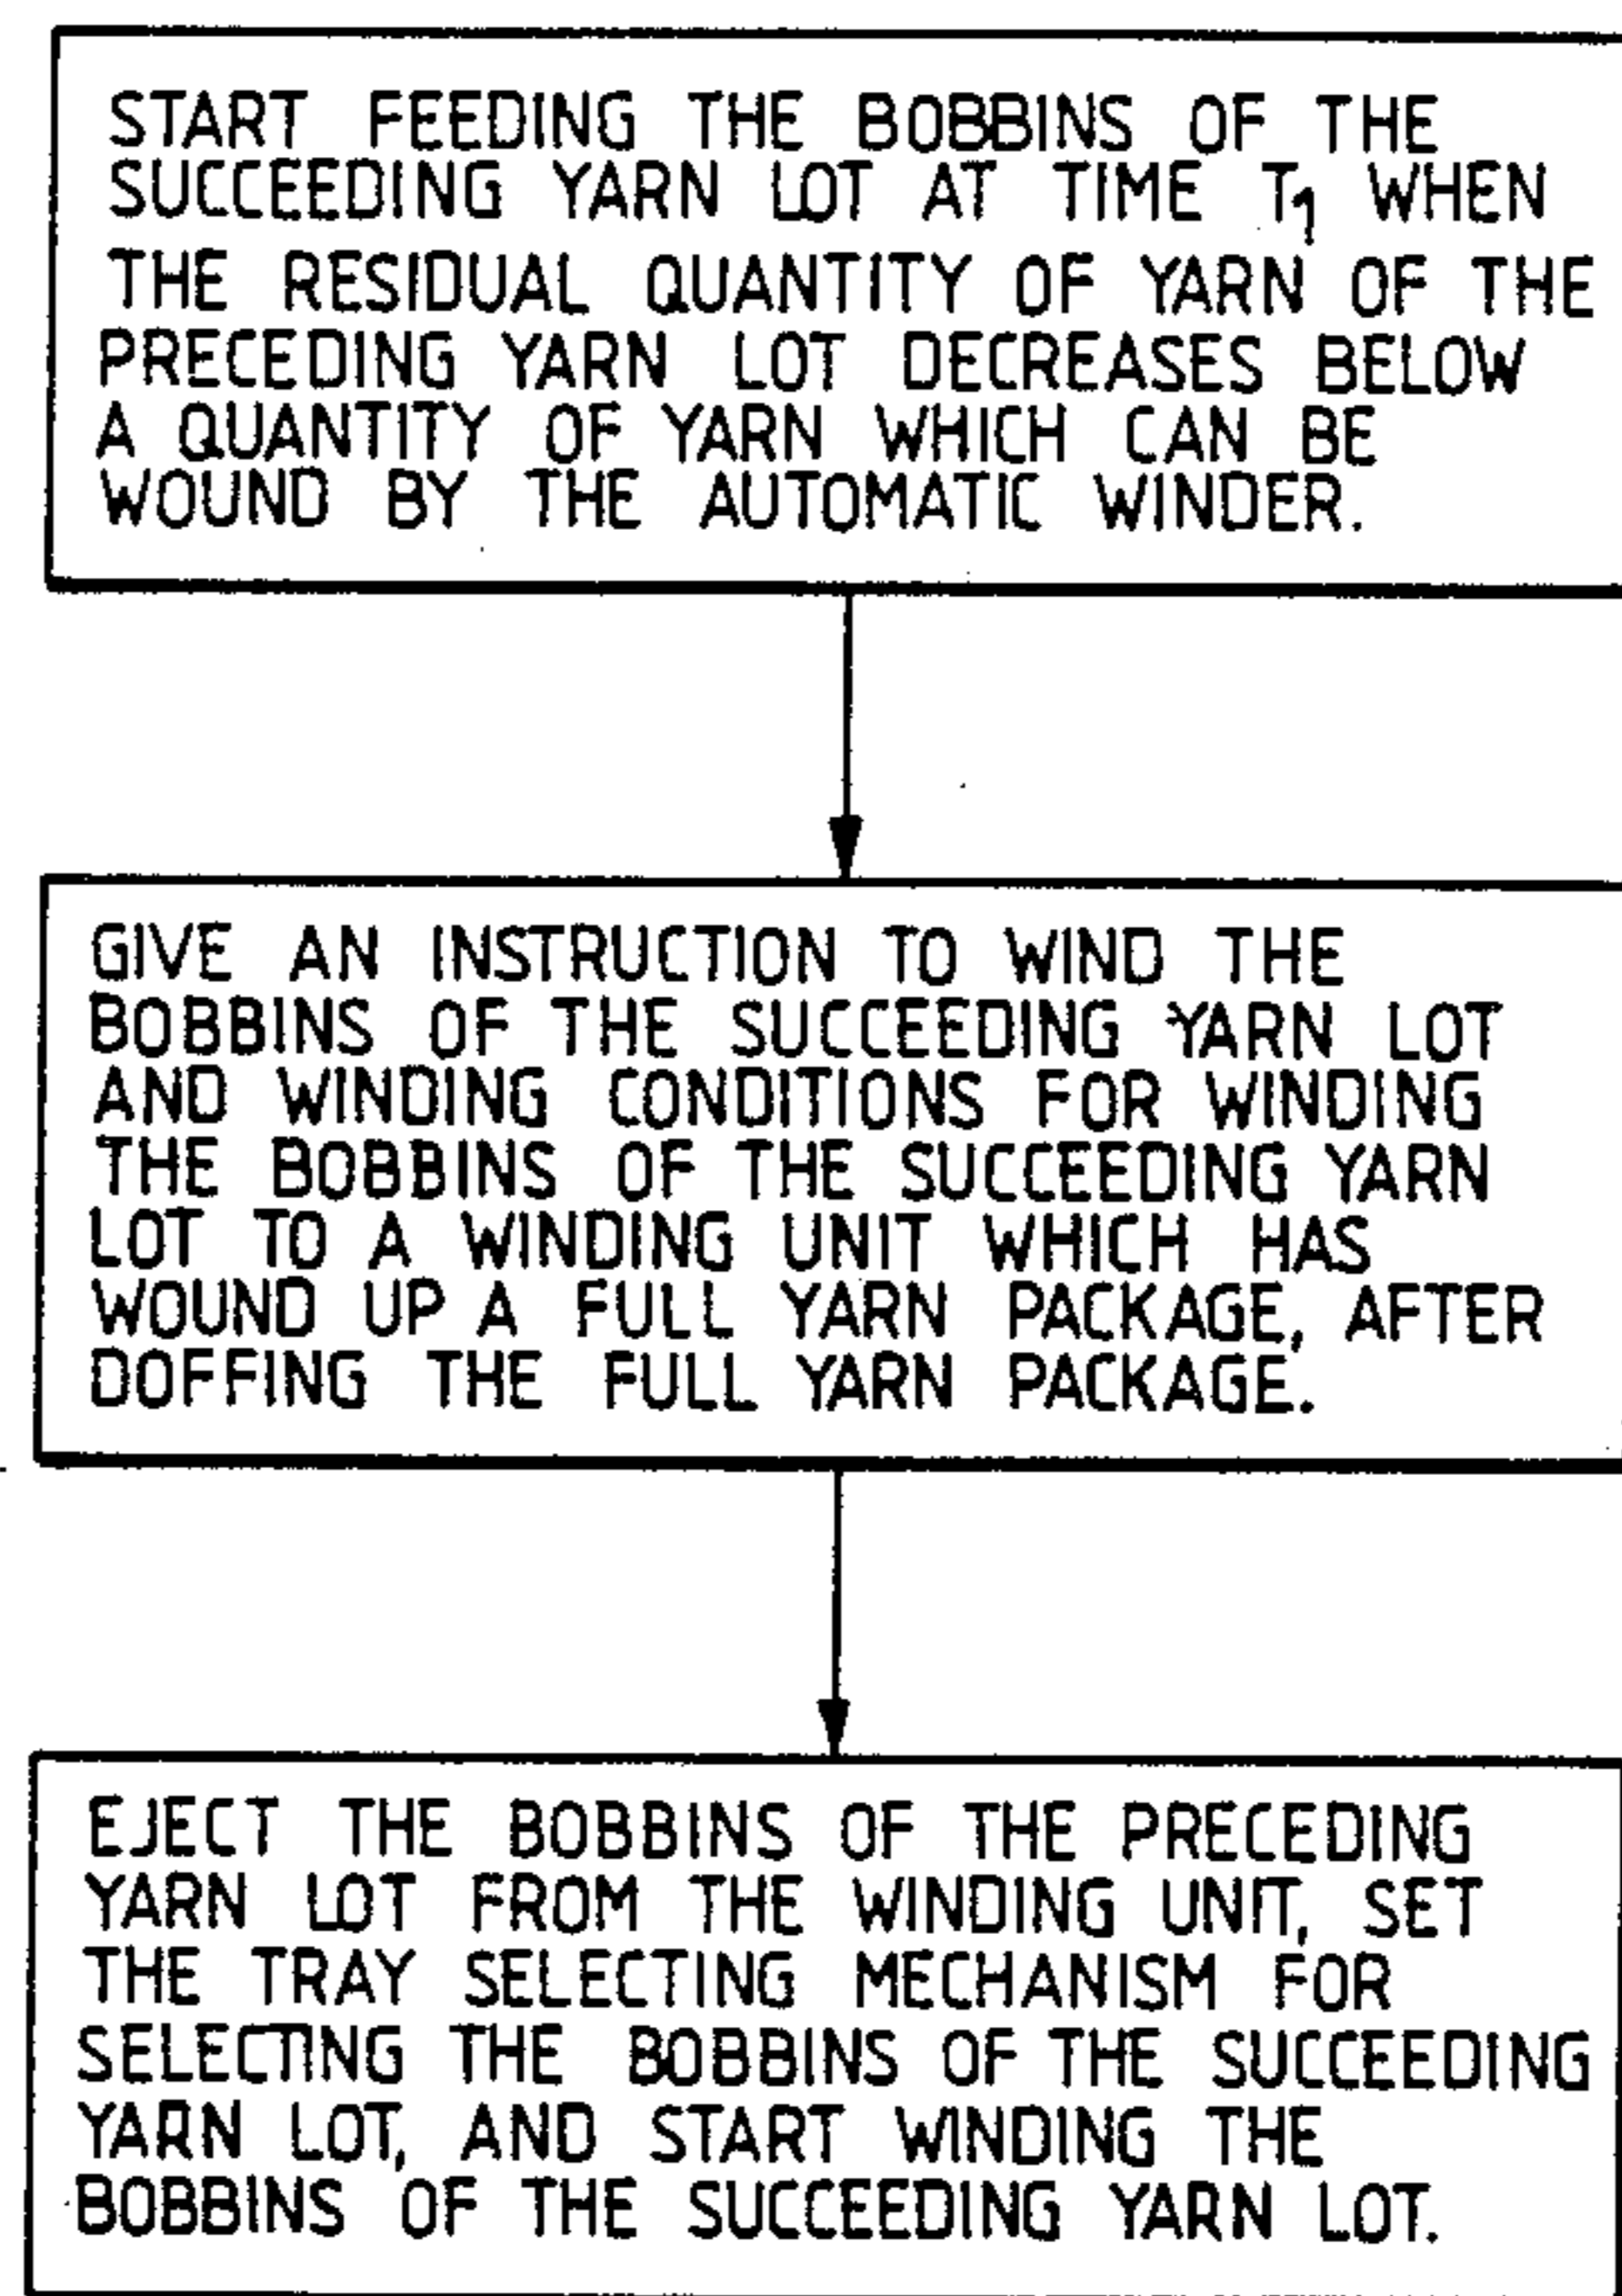 START FEEDING THE BOBBINS OF THE
SUCCEEDING YARN LOT AT TIME T₁ WHEN
THE RESIDUAL QUANTITY OF YARN OF THE
PRECEDING YARN LOT DECREASES BELOW
A QUANTITY OF YARN WHICH CAN BE
WOUND BY THE AUTOMATIC WINDER.
GIVE AN INSTRUCTION TO WIND THE
BOBBINS OF THE SUCCEEDING YARN LOT
AND WINDING CONDITIONS FOR WINDING
THE BOBBINS OF THE SUCCEEDING YARN
LOT TO A WINDING UNIT WHICH HAS
WOUND UP A FULL YARN PACKAGE, AFTER
DOFFING THE FULL YARN PACKAGE.
EJECT THE BOBBINS OF THE PRECEDING
YARN LOT FROM THE WINDING UNIT, SET
THE TRAY SELECTING MECHANISM FOR
SELECTING THE BOBBINS OF THE SUCCEEDING
YARN LOT, AND START WINDING THE
BOBBINS OF THE SUCCEEDING YARN LOT.